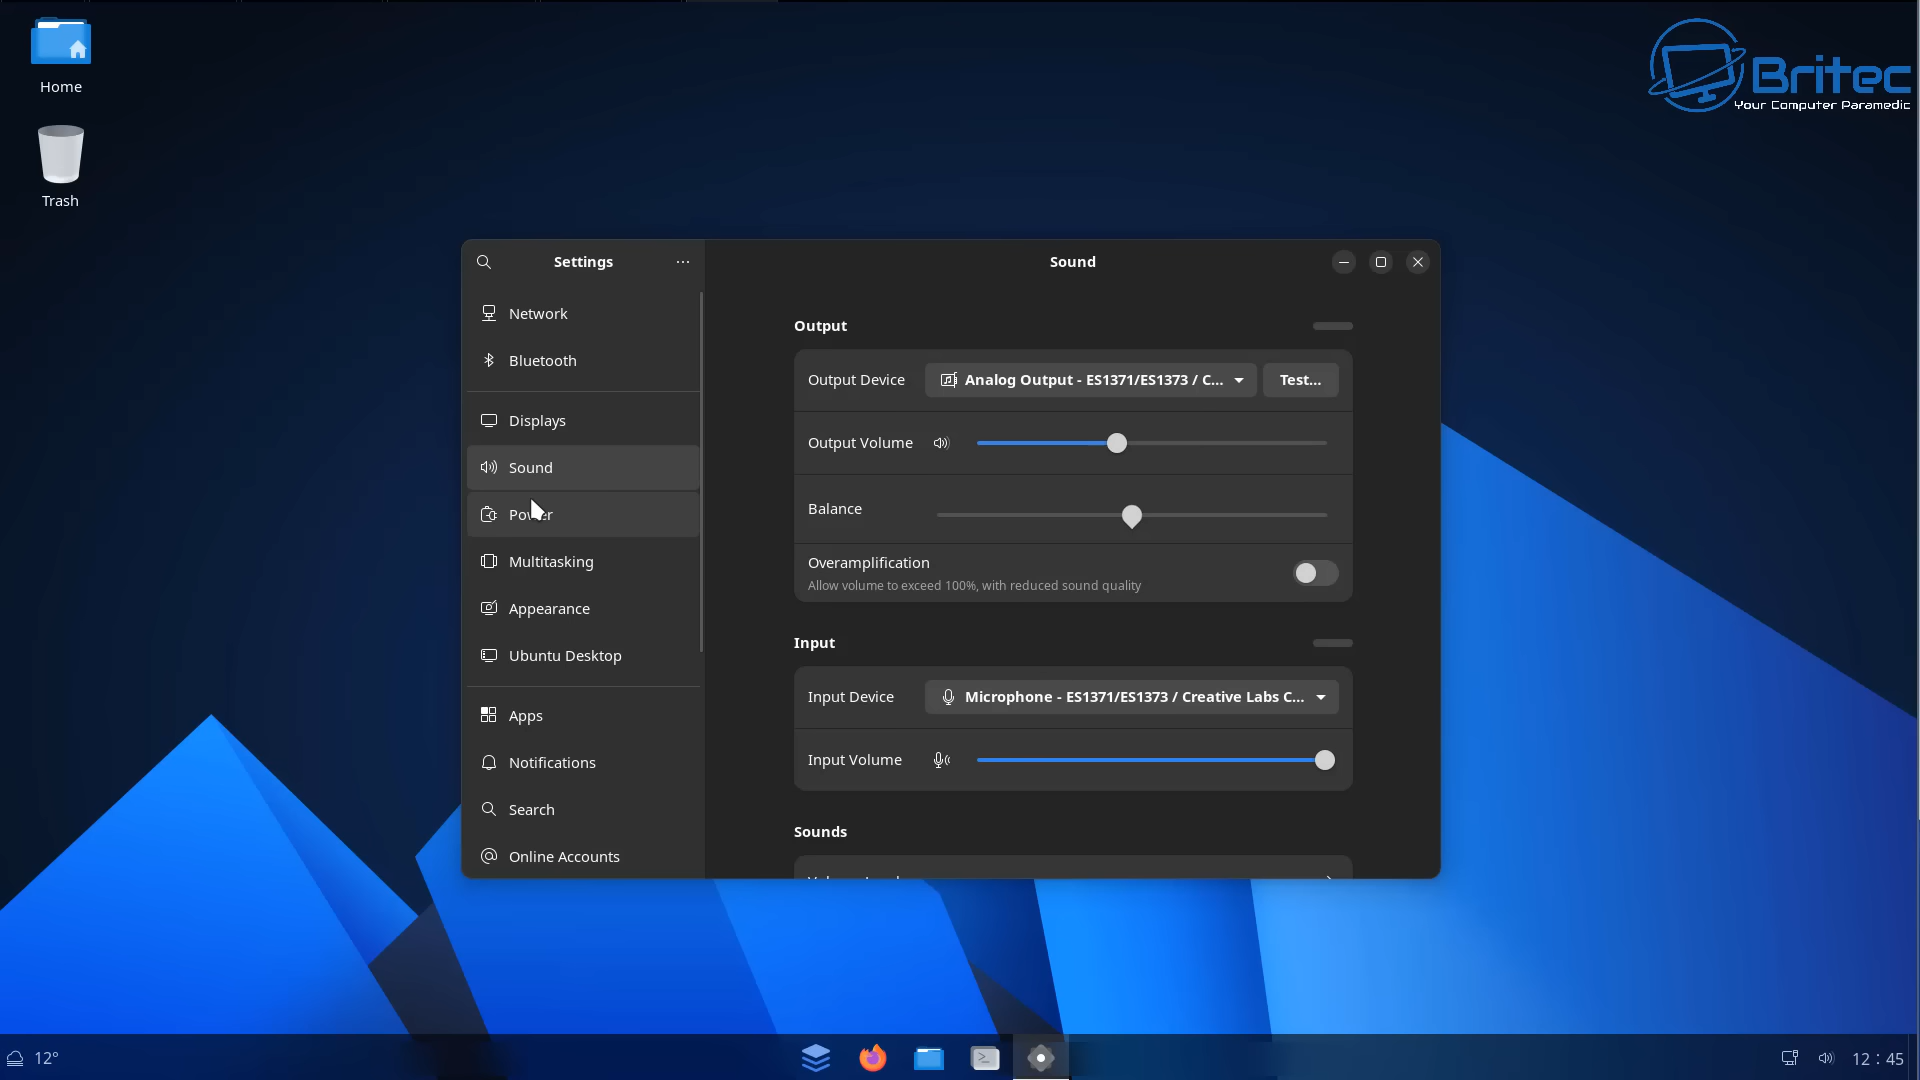 Home
Trash
Britec
Your Computer Paramedic
Settings
Network
Bluetooth
Displays
Sound
Power
Multitasking
Appearance
Ubuntu Desktop
Apps
Notifications
Search
Online Accounts
Sound
Output
Output Device
Analog Output - ES1371/ES1373 / C...
Test...
Output Volume
Balance
Overamplification
Allow volume to exceed 100%, with reduced sound quality
Input
Input Device
Microphone - ES1371/ES1373 / Creative Labs C...
Input Volume
Sounds
12°
12 : 45